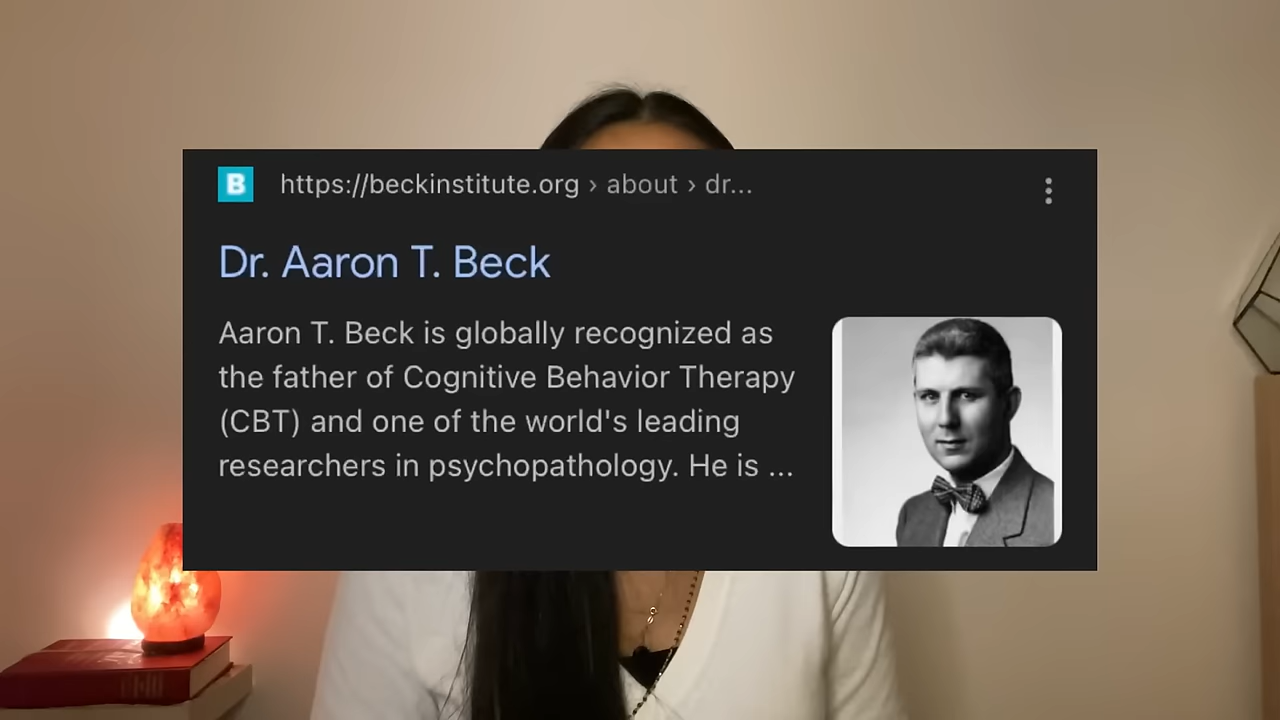 B https://beckinstitute.org › about › dr...
Dr. Aaron T. Beck
Aaron T. Beck is globally recognized as
the father of Cognitive Behavior Therapy
(CBT) and one of the world's leading
researchers in psychopathology. He is ...